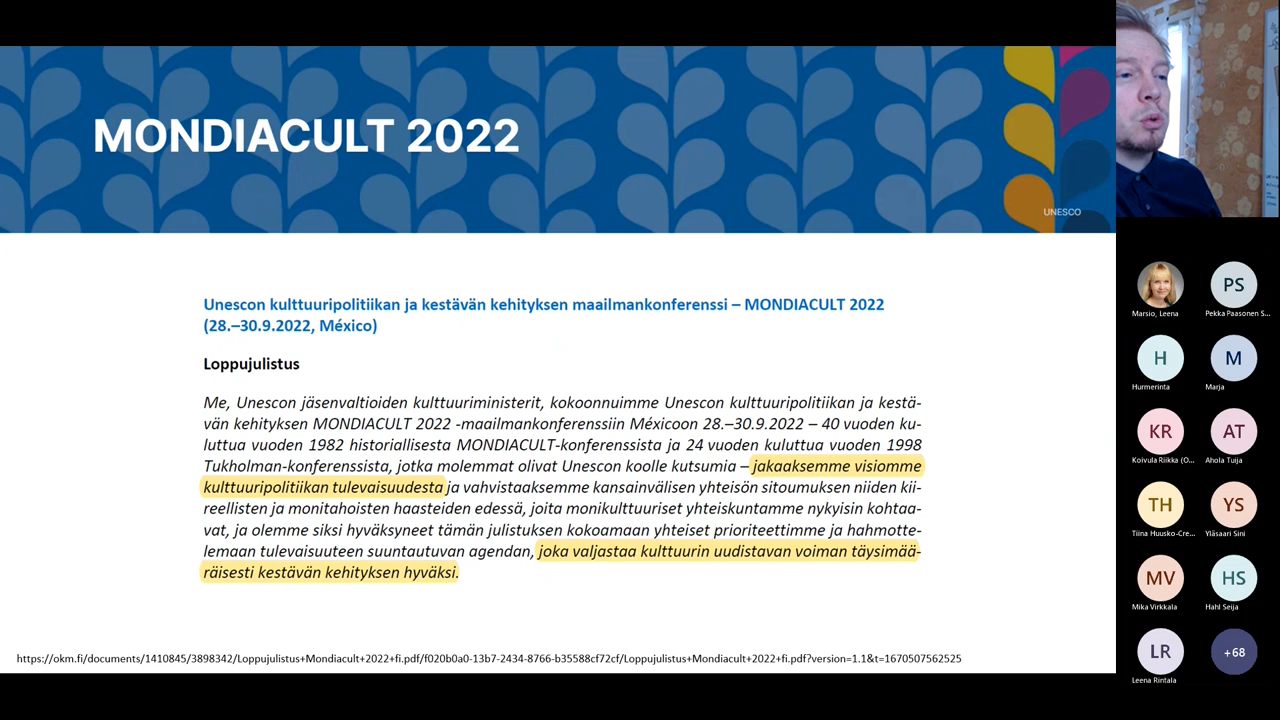 MONDIACULT 2022
UNESCO
Unescon kulttuuripolitiikan ja kestävän kehityksen maailmankonferenssi – MONDIACULT 2022
(28.–30.9.2022, México)
Loppujulistus
Me, Unescon jäsenvaltioiden kulttuuriministerit, kokoonnuimme Unescon kulttuuripolitiikan ja kestä-
vän kehityksen MONDIACULT 2022 -maailmankonferenssiin Méxicoon 28.–30.9.2022 – 40 vuoden ku-
luttua vuoden 1982 historiallisesta MONDIACULT-konferenssista ja 24 vuoden kuluttua vuoden 1998
Tukholman-konferenssista, jotka molemmat olivat Unescon koolle kutsumia – jakaaksemme visiomme
kulttuuripolitiikan tulevaisuudesta ja vahvistaaksemme kansainvälisen yhteisön sitoumuksen niiden kii-
reellisten ja monitahoisten haasteiden edessä, joita monikulttuuriset yhteiskuntamme nykyisin kohtaa-
vat, ja olemme siksi hyväksyneet tämän julistuksen kokoamaan yhteiset prioriteettimme ja hahmotte-
lemaan tulevaisuuteen suuntautuvan agendan, joka valjastaa kulttuurin uudistavan voiman täysimää-
räisesti kestävän kehityksen hyväksi.
https://okm.fi/documents/1410845/3898342/Loppujulistus+Mondiacult+2022+fi.pdf/f020b0a0-13b7-2434-8766-b35588cf72cf/Loppujulistus+Mondiacult+2022+fi.pdf?version=1.1&t=1670507562525
Marsio, Leena
PS
Pekka Paasonen S...
H
Hurmerinta
M
Marja
KR
Koivula Riikka (O...
AT
Ahola Tuija
TH
Tiina Huusko-Cre...
YS
Yläsaari Sini
MV
Mika Virkkala
HS
Hahl Seija
LR
Leena Rintala
+68